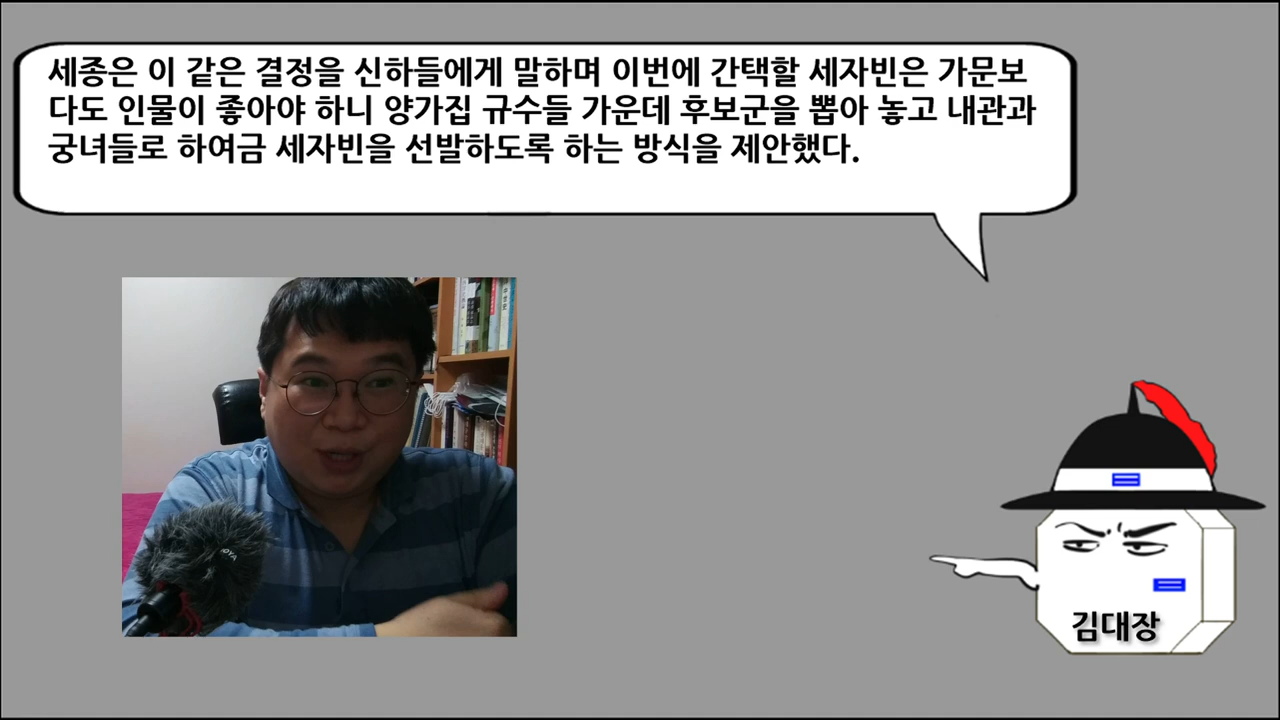 세종은 이 같은 결정을 신하들에게 말하며 이번에 간택할 세자빈은 가문보
다도 인물이 좋아야 하니 양가집 규수들 가운데 후보군을 뽑아 놓고 내관과
궁녀들로 하여금 세자빈을 선발하도록 하는 방식을 제안했다.
BOYA
김대장